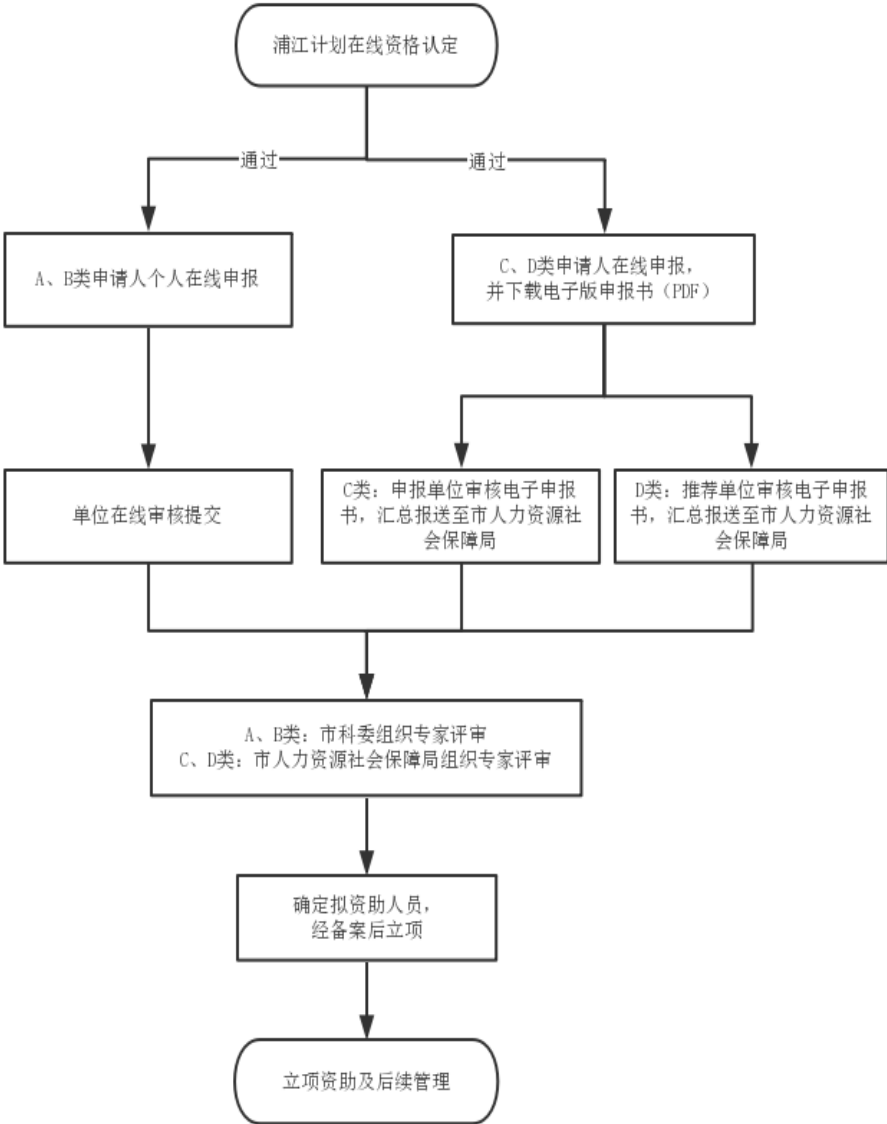 浦江计划在线资格认定
通过
通过
A、B类申请人个人在线申报
C、D类申请人在线申报，
并下载电子版申报书（PDF）
单位在线审核提交
C类：申报单位审核电子申报
书，汇总报送至市人力资源社
会保障局
D类：推荐单位审核电子申报
书，汇总报送至市人力资源社
会保障局
A、B类：市科委组织专家评审
C、D类：市人力资源社会保障局组织专家评审
确定拟资助人员，
经备案后立项
立项资助及后续管理